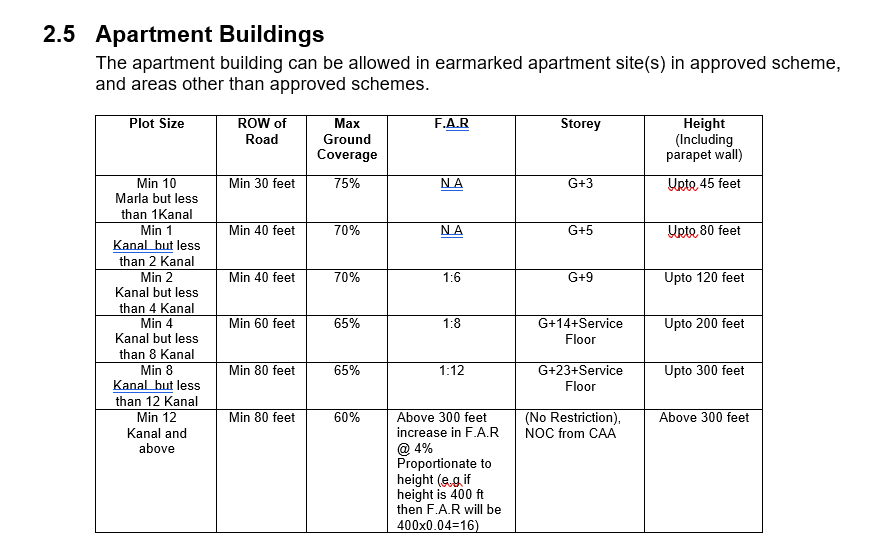 2.5 Apartment Buildings
The apartment building can be allowed in earmarked apartment site(s) in approved scheme,
and areas other than approved schemes.
Plot Size
ROW of
Road
Max
Ground
Coverage
F.A.R
Storey
Height
(Including
parapet wall)
Min 10
Marla but less
than 1Kanal
Min 30 feet
75%
N.A
G+3
Upto 45 feet
Min 1
Kanal but less
than 2 Kanal
Min 40 feet
70%
N.A
G+5
Upto 80 feet
Min 2
Kanal but less
than 4 Kanal
Min 40 feet
70%
1:6
G+9
Upto 120 feet
Min 4
Kanal but less
than 8 Kanal
Min 60 feet
65%
1:8
G+14+Service
Floor
Upto 200 feet
Min 8
Kanal but less
than 12 Kanal
Min 80 feet
65%
1:12
G+23+Service
Floor
Upto 300 feet
Min 12
Kanal and
above
Min 80 feet
60%
Above 300 feet
increase in F.A.R
@ 4%
Proportionate to
height (e.g.if
height is 400 ft
then F.A.R will be
400x0.04=16)
(No Restriction),
NOC from CAA
Above 300 feet